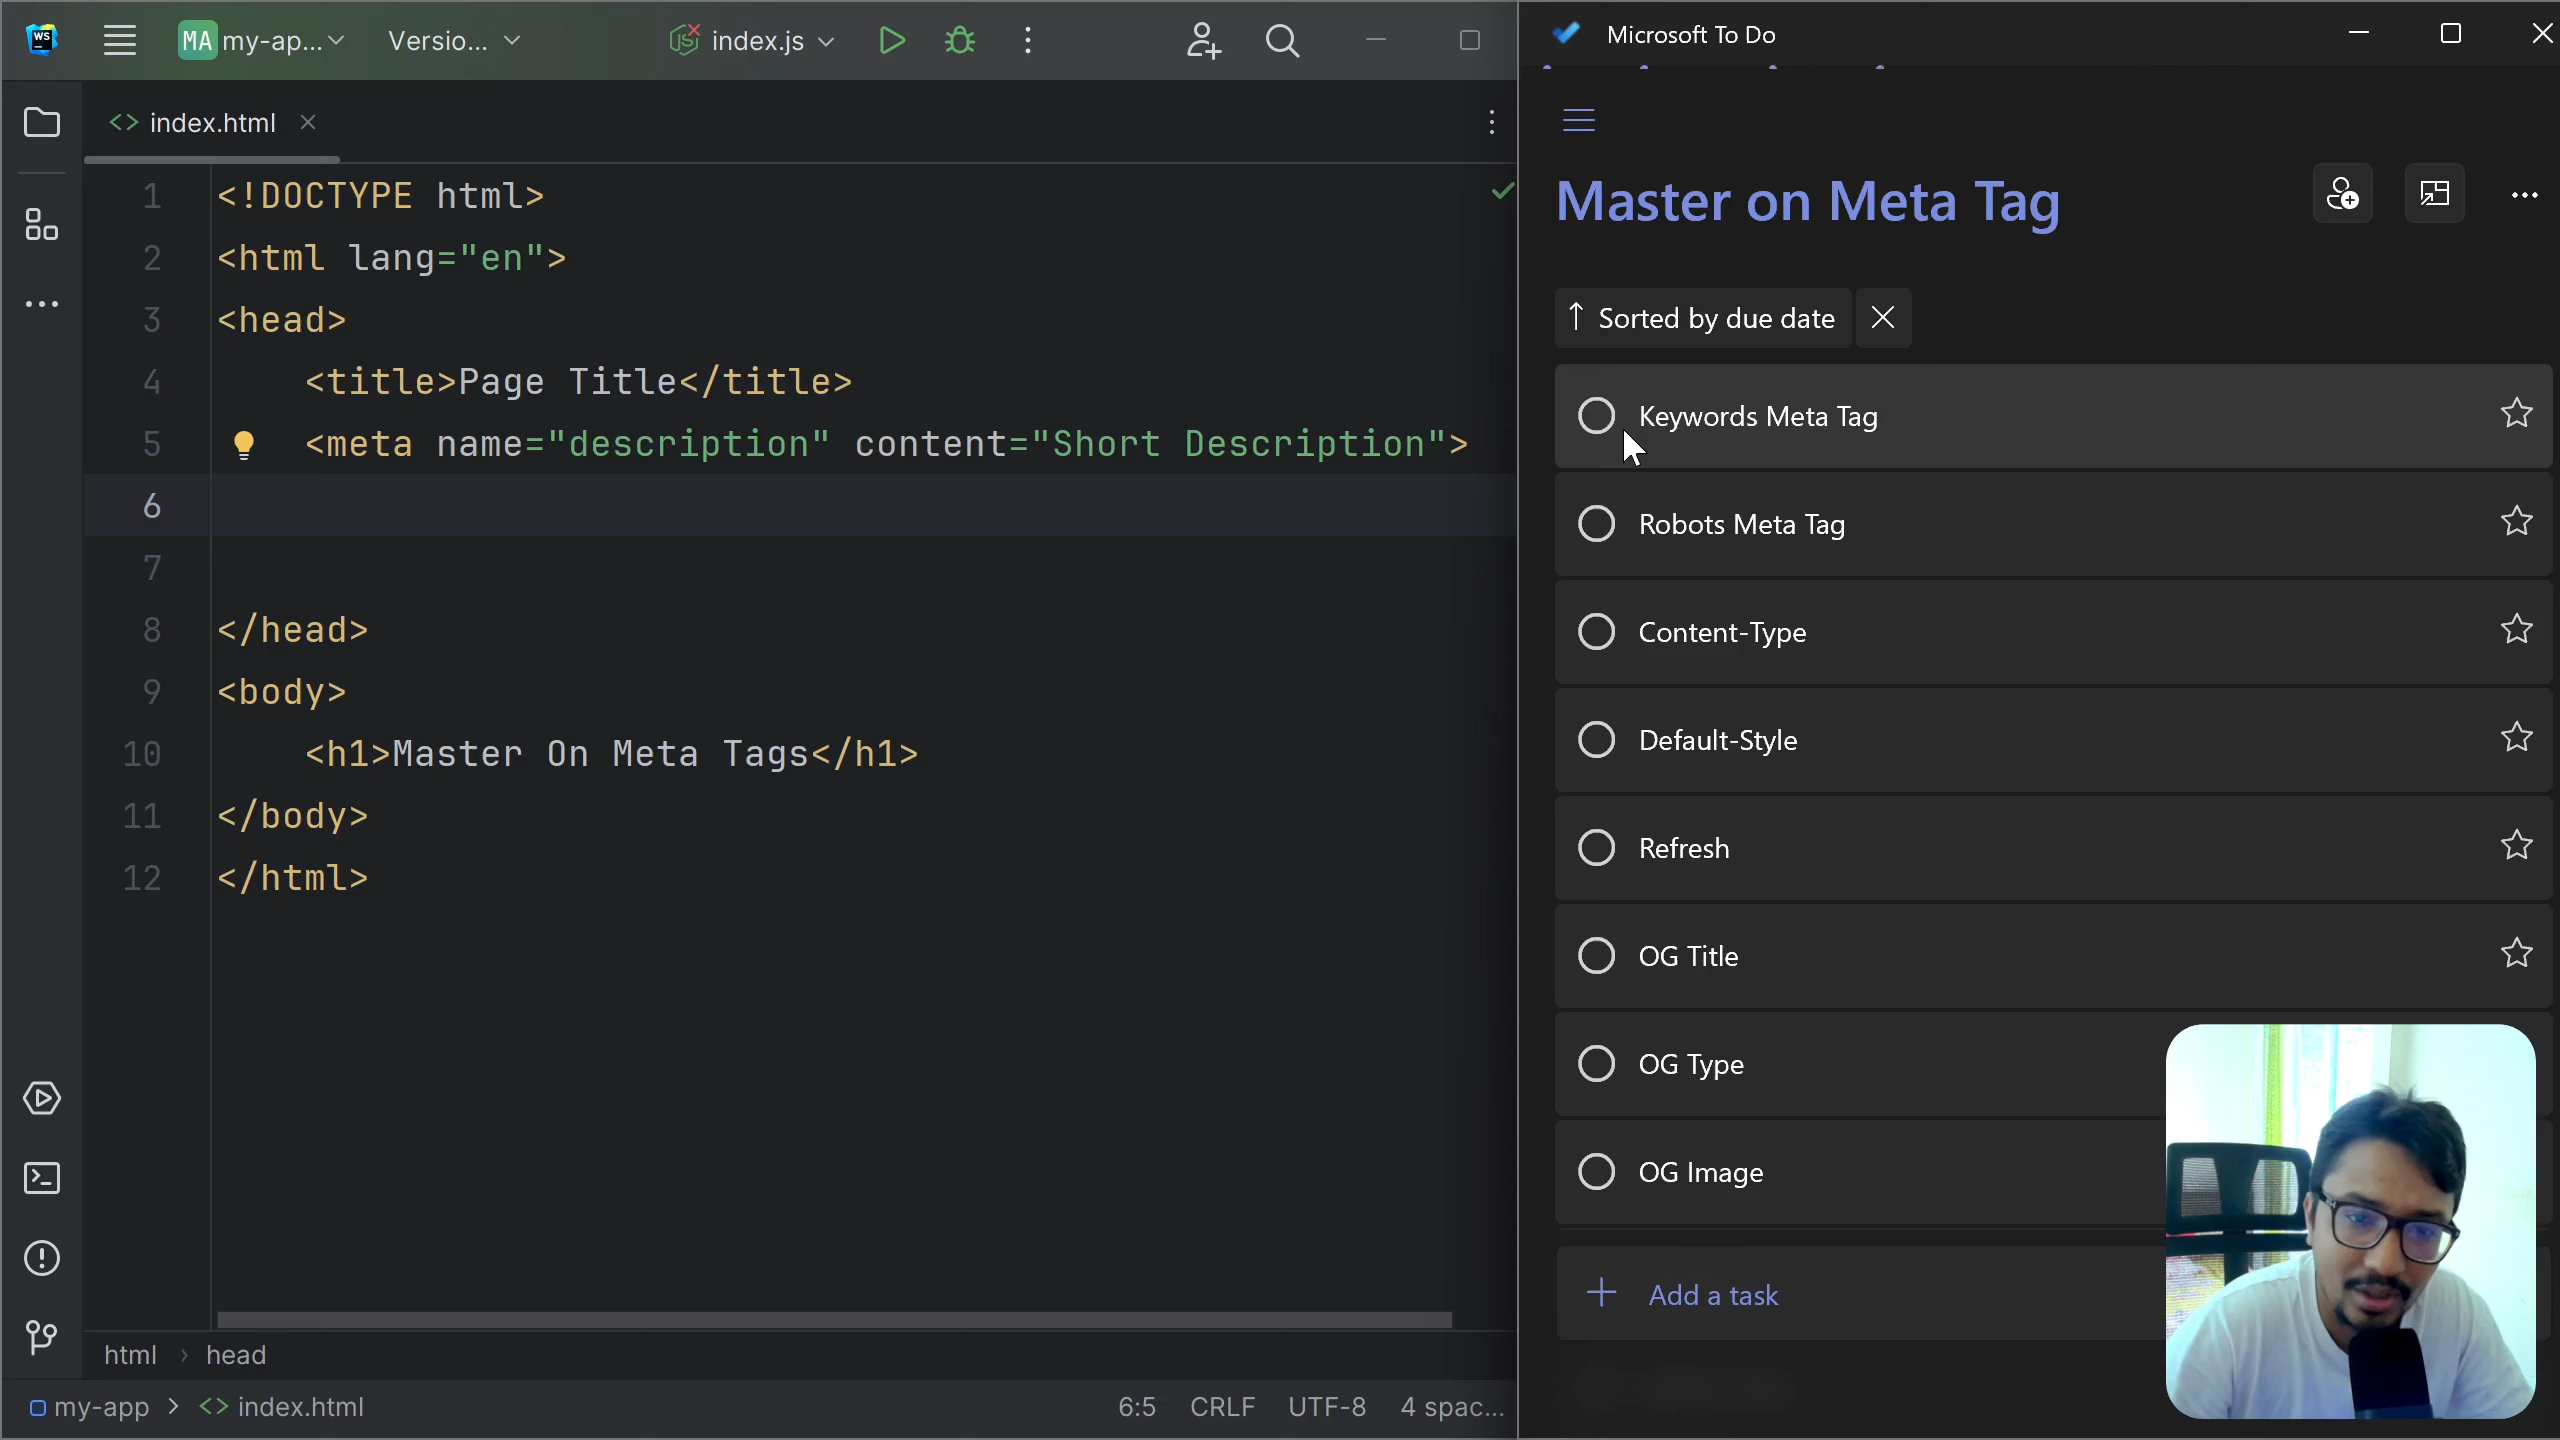 WS
MA my-ap...
Versio...
index.js
index.html
1 <!DOCTYPE html>
2 <html lang="en">
3 <head>
4 <title>Page Title</title>
5 <meta name="description" content="Short Description">
6
7
8 </head>
9 <body>
10 <h1>Master On Meta Tags</h1>
11 </body>
12 </html>
html › head
my-app > <> index.html
6:5 CRLF UTF-8 4 spac...
Microsoft To Do
Master on Meta Tag
Sorted by due date
Keywords Meta Tag
Robots Meta Tag
Content-Type
Default-Style
Refresh
OG Title
OG Type
OG Image
Add a task